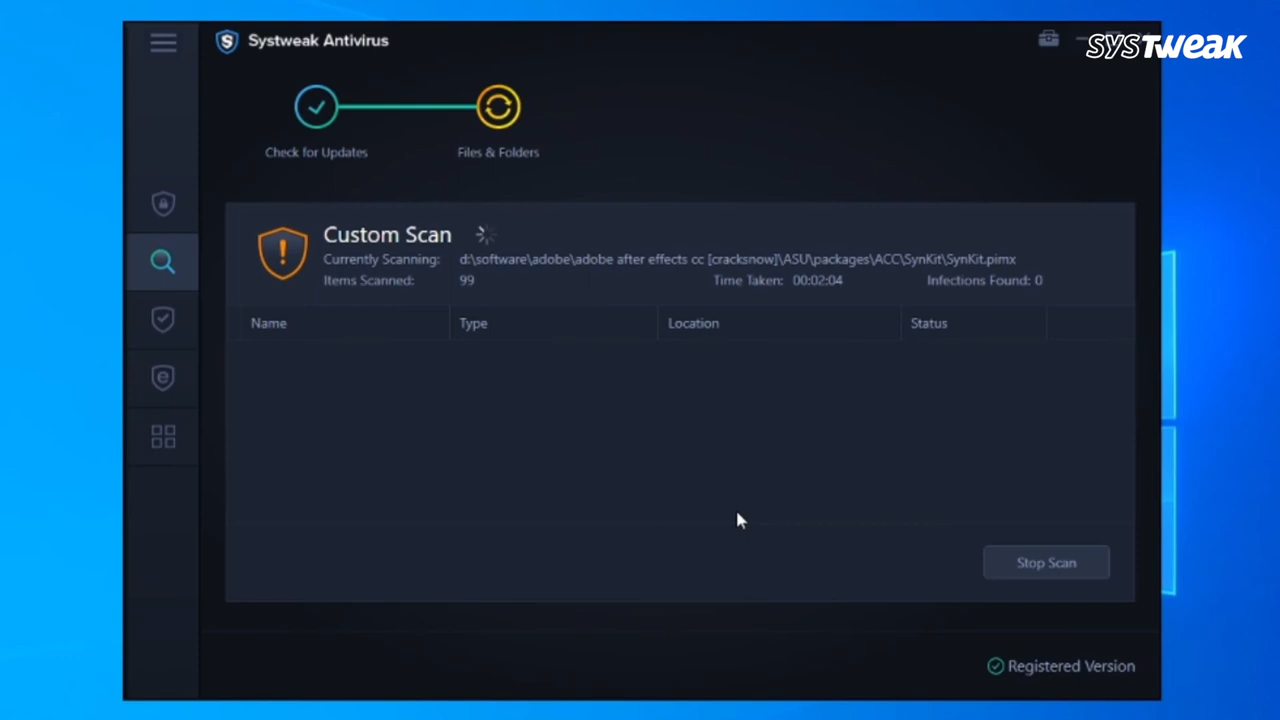 Systweak Antivirus
SYSTWEAK
Check for Updates
Files & Folders
Custom Scan
Currently Scanning: d:\software\adobe\adobe after effects cc [cracksnow]\ASU\packages\ACC\SynKit\SynKit.pimx
Items Scanned: 99 Time Taken: 00:02:04 Infections Found: 0
Name Type Location Status
Stop Scan
Registered Version